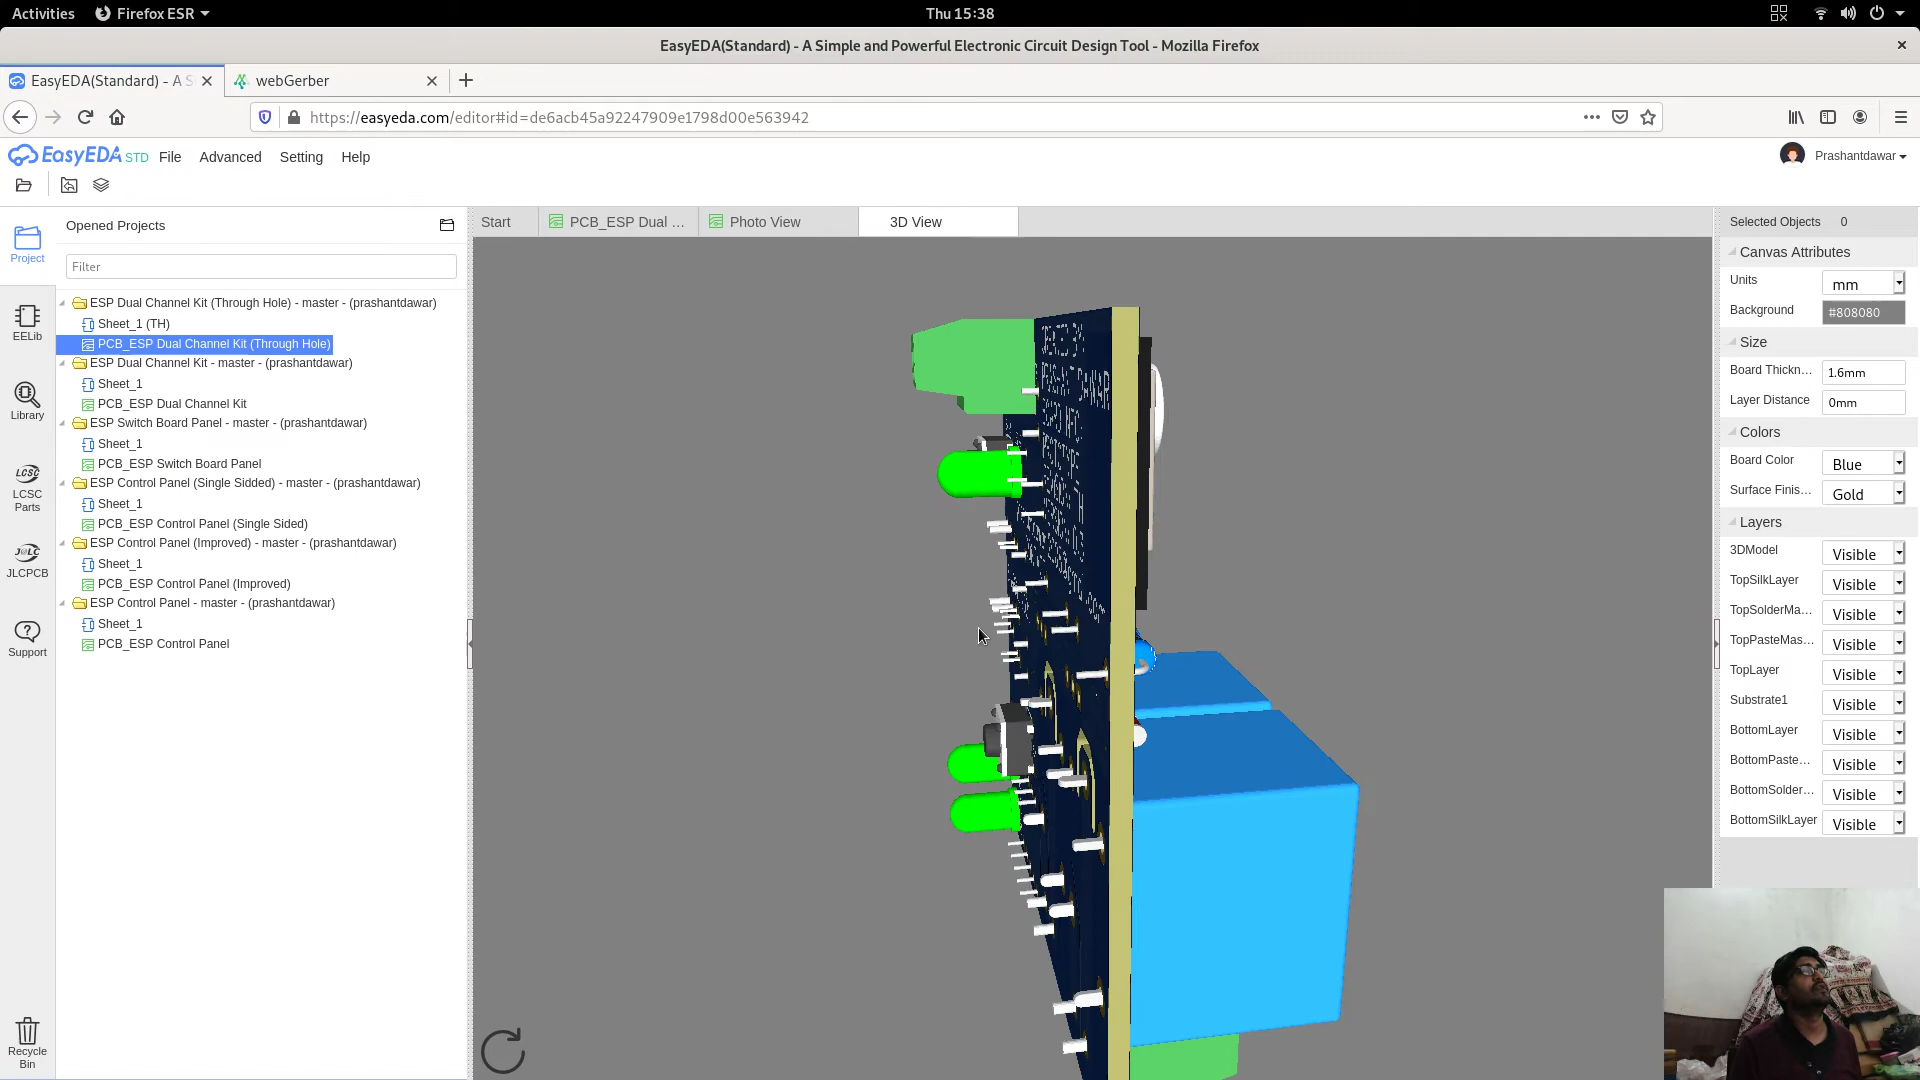 Activities
Firefox ESR
Thu 15:38
EasyEDA(Standard) - A Simple and Powerful Electronic Circuit Design Tool - Mozilla Firefox
EasyEDA(Standard) - A S
webGerber
https://easyeda.com/editor#id=de6acb45a92247909e1798d00e563942
EasyEDA STD
File
Advanced
Setting
Help
Prashantdawar
Project
EELib
Library
LCSC
LCSC
Parts
J@LC
JLCPCB
Support
Recycle
Bin
Opened Projects
Filter
ESP Dual Channel Kit (Through Hole) - master - (prashantdawar)
Sheet_1 (TH)
PCB_ESP Dual Channel Kit (Through Hole)
ESP Dual Channel Kit - master - (prashantdawar)
Sheet_1
PCB_ESP Dual Channel Kit
ESP Switch Board Panel - master - (prashantdawar)
Sheet_1
PCB_ESP Switch Board Panel
ESP Control Panel (Single Sidded) - master - (prashantdawar)
Sheet_1
PCB_ESP Control Panel (Single Sided)
ESP Control Panel (Improved) - master - (prashantdawar)
Sheet_1
PCB_ESP Control Panel (Improved)
ESP Control Panel - master - (prashantdawar)
Sheet_1
PCB_ESP Control Panel
Start
PCB_ESP Dual ...
Photo View
3D View
Selected Objects 0
Canvas Attributes
Units mm
Background #808080
Size
Board Thickn... 1.6mm
Layer Distance 0mm
Colors
Board Color Blue
Surface Finis... Gold
Layers
3DModel Visible
TopSilkLayer Visible
TopSolderMa... Visible
TopPasteMas... Visible
TopLayer Visible
Substrate1 Visible
BottomLayer Visible
BottomPaste... Visible
BottomSolder... Visible
BottomSilkLayer Visible